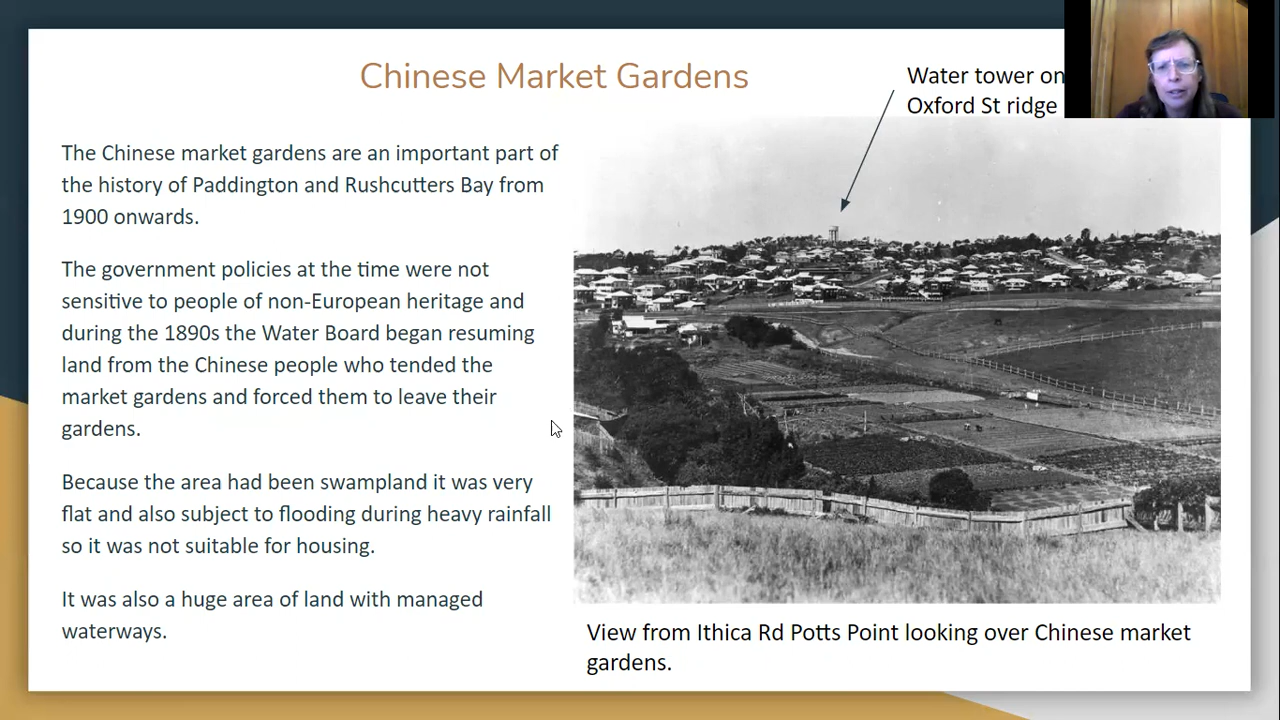 Chinese Market Gardens
Water tower on
Oxford St ridge
The Chinese market gardens are an important part of
the history of Paddington and Rushcutters Bay from
1900 onwards.
The government policies at the time were not
sensitive to people of non-European heritage and
during the 1890s the Water Board began resuming
land from the Chinese people who tended the
market gardens and forced them to leave their
gardens.
Because the area had been swampland it was very
flat and also subject to flooding during heavy rainfall
so it was not suitable for housing.
It was also a huge area of land with managed
waterways.
View from Ithica Rd Potts Point looking over Chinese market
gardens.